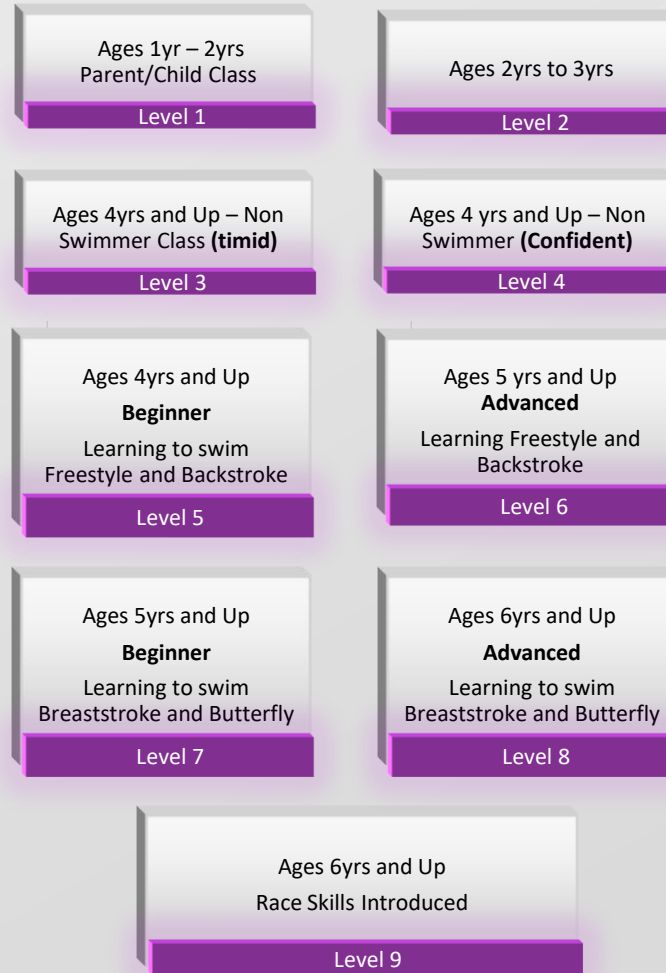 Ages 1yr – 2yrs
Parent/Child Class
Level 1
Ages 2yrs to 3yrs
Level 2
Ages 4yrs and Up – Non
Swimmer Class (timid)
Level 3
Ages 4 yrs and Up – Non
Swimmer (Confident)
Level 4
Ages 4yrs and Up
Beginner
Learning to swim
Freestyle and Backstroke
Level 5
Ages 5 yrs and Up
Advanced
Learning Freestyle and
Backstroke
Level 6
Ages 5yrs and Up
Beginner
Learning to swim
Breaststroke and Butterfly
Level 7
Ages 6yrs and Up
Advanced
Learning to swim
Breaststroke and Butterfly
Level 8
Ages 6yrs and Up
Race Skills Introduced
Level 9